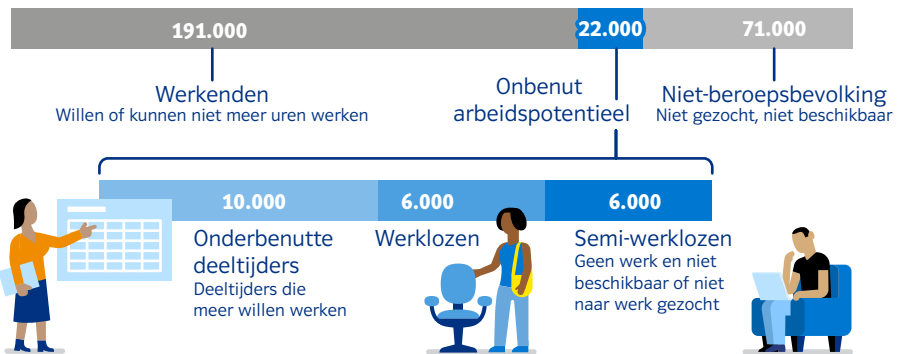 191.000
22.000
71.000
Werkenden
Willen of kunnen niet meer uren werken
Onbenut
arbeidspotentieel
Niet-beroepsbevolking
Niet gezocht, niet beschikbaar
10.000
6.000
6.000
Onderbenutte
deeltijders
Deeltijders die
meer willen werken
Werklozen
Semi-werklozen
Geen werk en niet
beschikbaar of niet
naar werk gezocht